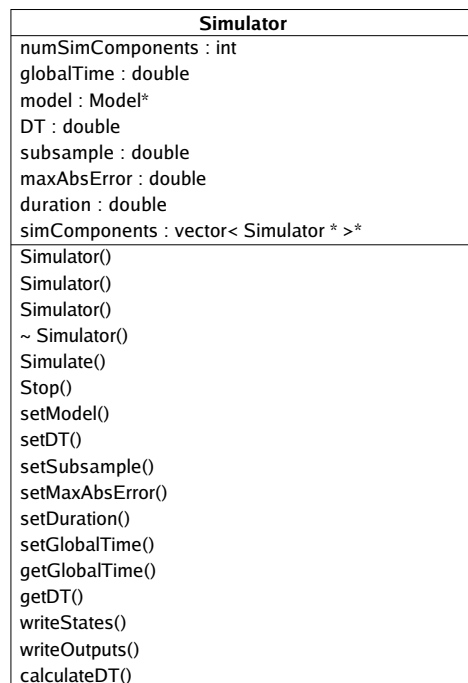 Simulator
numSimComponents : int
globalTime : double
model : Model*
DT : double
subsample : double
maxAbsError : double
duration : double
simComponents : vector< Simulator * >*
Simulator()
Simulator()
Simulator()
~ Simulator()
Simulate()
Stop()
setModel()
setDT()
setSubsample()
setMaxAbsError()
setDuration()
setGlobalTime()
getGlobalTime()
getDT()
writeStates()
writeOutputs()
calculateDT()